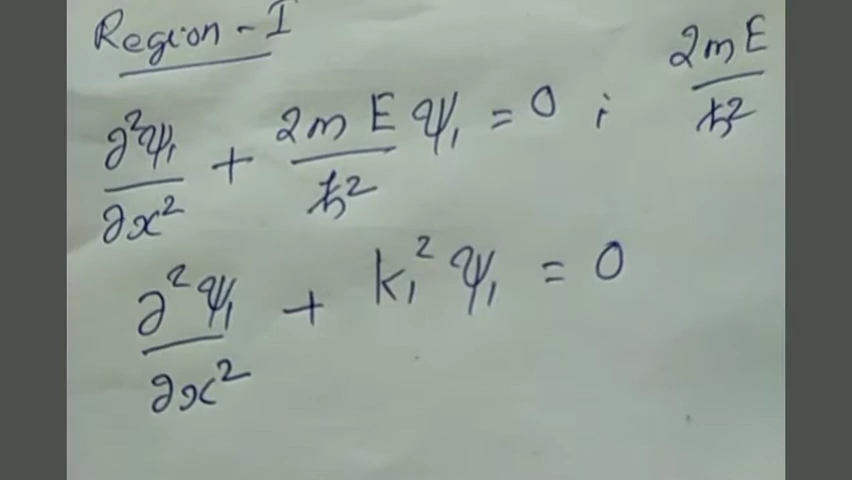 Region - I
∂²ψ₁/∂x² + 2mE/ħ² ψ₁ = 0 ; 2mE/ħ²
∂²ψ₁/∂x² + k₁² ψ₁ = 0